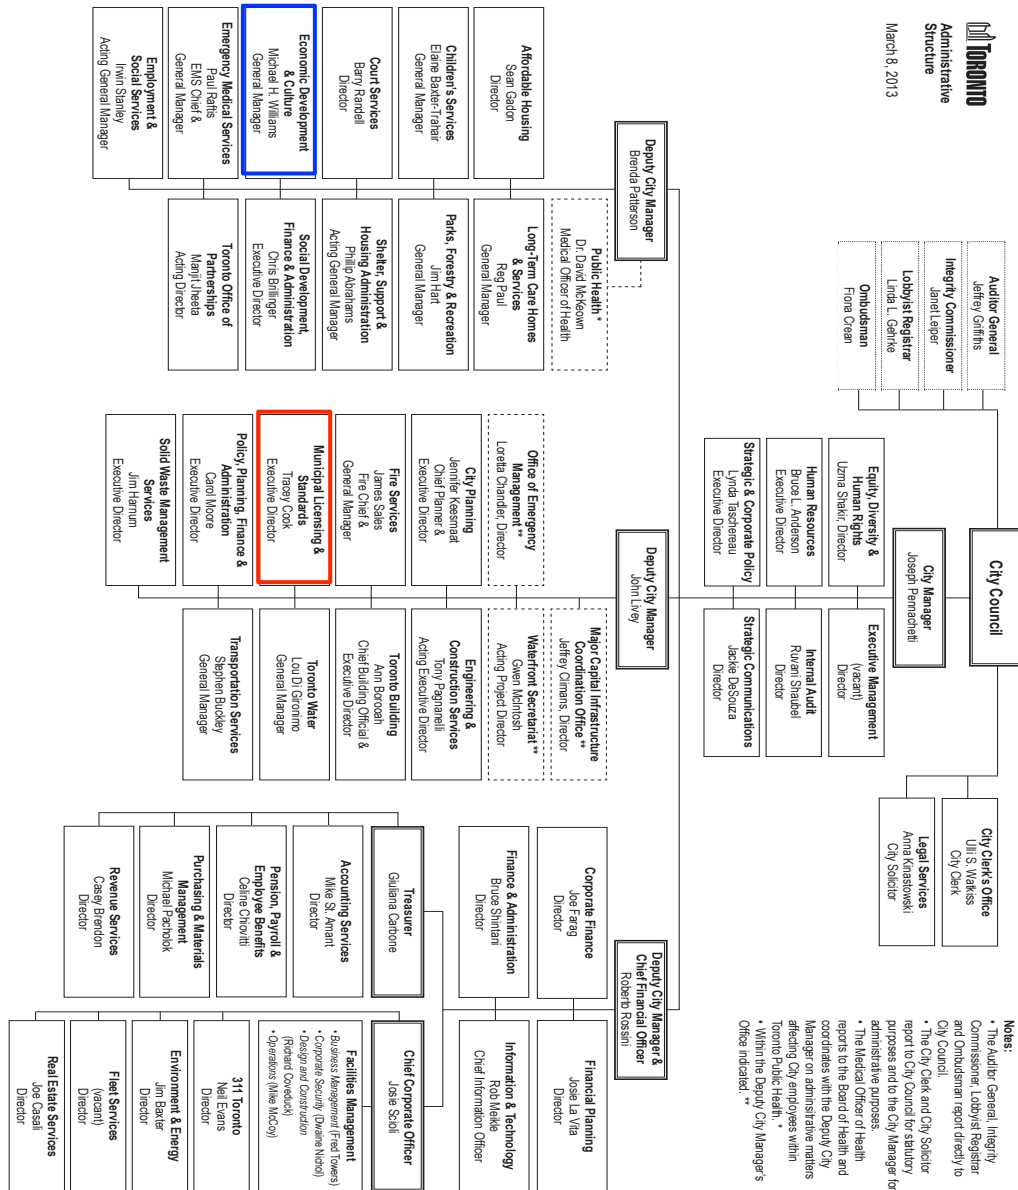 TORONTO
Administrative
Structure
March 8, 2013
City Council
Auditor General
Jeffrey Griffiths
Integrity Commissioner
Janet Leiper
Lobbyist Registrar
Linda L. Gehrke
Ombudsman
Fiona Crean
City Manager
Joseph Pennachetti
City Clerk's Office
Ulli S. Watkiss
City Clerk
Legal Services
Anna Kinastowski
City Solicitor
Equity, Diversity &
Human Rights
Uzma Shakir, Director
Executive Management
(vacant)
Director
Human Resources
Bruce L. Anderson
Executive Director
Internal Audit
Ruvani Shaubel
Director
Strategic & Corporate Policy
Lynda Taschereau
Executive Director
Strategic Communications
Jackie DeSouza
Director
Notes:
• The Auditor General, Integrity
Commissioner, Lobbyist Registrar
and Ombudsman report directly to
City Council.
• The City Clerk and City Solicitor
report to City Council for statutory
purposes and to the City Manager for
administrative purposes.
• The Medical Officer of Health
reports to the Board of Health and
coordinates with the Deputy City
Manager on administrative matters
affecting City employees within
Toronto Public Health. *
• Within the Deputy City Manager's
Office indicated. **
Deputy City Manager
Brenda Patterson
Public Health *
Dr. David McKeown
Medical Officer of Health
Affordable Housing
Sean Gadon
Director
Long-Term Care Homes
& Services
Reg Paul
General Manager
Children's Services
Elaine Baxter-Trahair
General Manager
Parks, Forestry & Recreation
Jim Hart
General Manager
Court Services
Barry Randell
Director
Shelter, Support &
Housing Administration
Phillip Abrahams
Acting General Manager
Economic Development
& Culture
Michael H. Williams
General Manager
Social Development,
Finance & Administration
Chris Brillinger
Executive Director
Emergency Medical Services
Paul Raftis
EMS Chief &
General Manager
Toronto Office of
Partnerships
Manjit Jheeta
Acting Director
Employment &
Social Services
Irwin Stanley
Acting General Manager
Deputy City Manager
John Livey
Major Capital Infrastructure
Coordination Office **
Jeffrey Climans, Director
Office of Emergency
Management **
Loretta Chandler, Director
Waterfront Secretariat **
Gwen McIntosh
Acting Project Director
City Planning
Jennifer Keesmaat
Chief Planner &
Executive Director
Engineering &
Construction Services
Tony Pagnanelli
Acting Executive Director
Fire Services
James Sales
Fire Chief &
General Manager
Toronto Building
Ann Borooah
Chief Building Official &
Executive Director
Municipal Licensing &
Standards
Tracey Cook
Executive Director
Toronto Water
Lou Di Gironimo
General Manager
Policy, Planning, Finance &
Administration
Carol Moore
Executive Director
Transportation Services
Stephen Buckley
General Manager
Solid Waste Management
Services
Jim Harnum
Executive Director
Deputy City Manager &
Chief Financial Officer
Roberto Rossini
Corporate Finance
Joe Farag
Director
Financial Planning
Josie La Vita
Director
Finance & Administration
Bruce Shintani
Director
Information & Technology
Rob Meikle
Chief Information Officer
Treasurer
Giuliana Carbone
Accounting Services
Mike St. Amant
Director
Pension, Payroll &
Employee Benefits
Celine Chiovitti
Director
Purchasing & Materials
Management
Michael Pacholok
Director
Revenue Services
Casey Brendon
Director
Chief Corporate Officer
Josie Scioli
Facilities Management
• Business Management (Fred Towers)
• Corporate Security (Dwaine Nichol)
• Design and Construction
(Richard Coveduck)
• Operations (Mike McCoy)
311 Toronto
Neil Evans
Director
Environment & Energy
Jim Baxter
Director
Fleet Services
(vacant)
Director
Real Estate Services
Joe Casali
Director